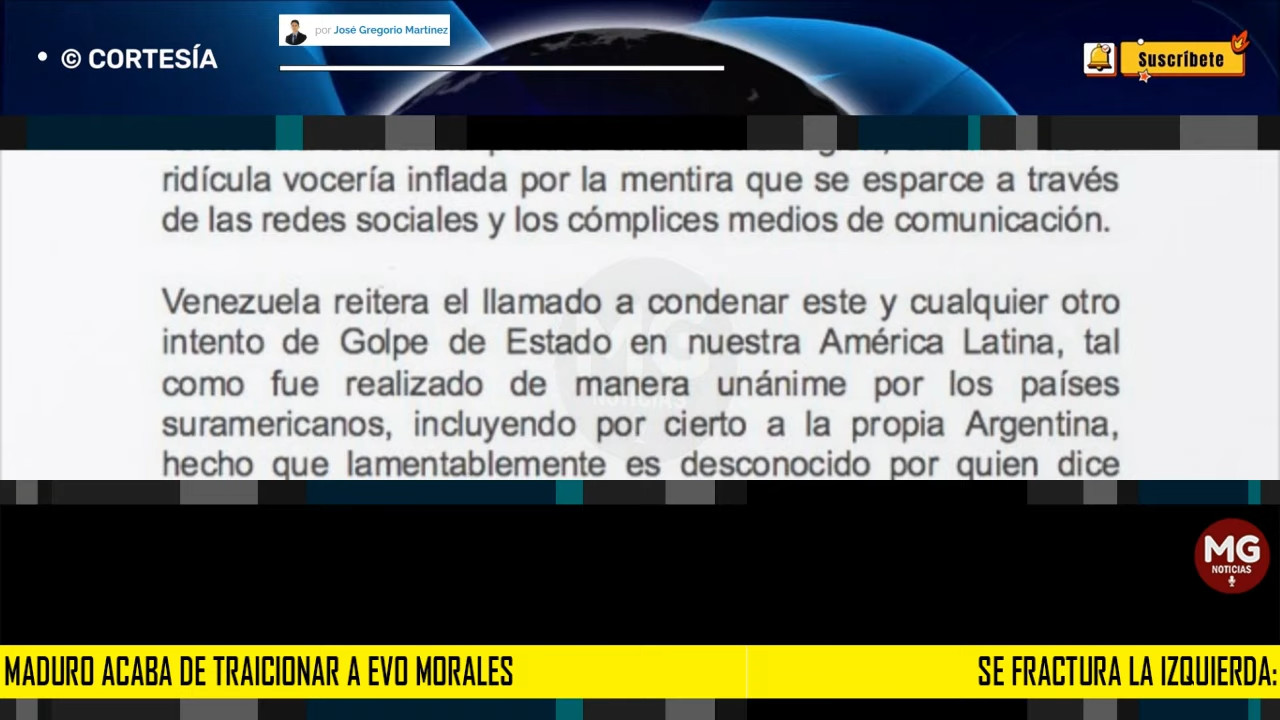 © CORTESÍA
por José Gregorio Martínez
Suscríbete
ridícula vocería inflada por la mentira que se esparce a través
de las redes sociales y los cómplices medios de comunicación.
Venezuela reitera el llamado a condenar este y cualquier otro
intento de Golpe de Estado en nuestra América Latina, tal
como fue realizado de manera unánime por los países
suramericanos, incluyendo por cierto a la propia Argentina,
hecho que lamentablemente es desconocido por quien dice
MG
NOTICIAS
MG
NOTICIAS
MADURO ACABA DE TRAICIONAR A EVO MORALES
SE FRACTURA LA IZQUIERDA: